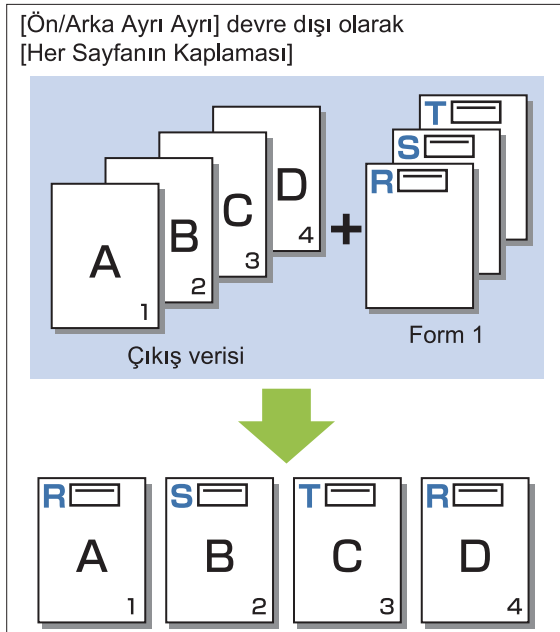 [Ön/Arka Ayrı Ayrı] devre dışı olarak
[Her Sayfanın Kaplaması]
A
1
B
2
C
3
D
4
+
R
S
T
Çıkış verisi
Form 1
R
A
1
S
B
2
T
C
3
R
D
4